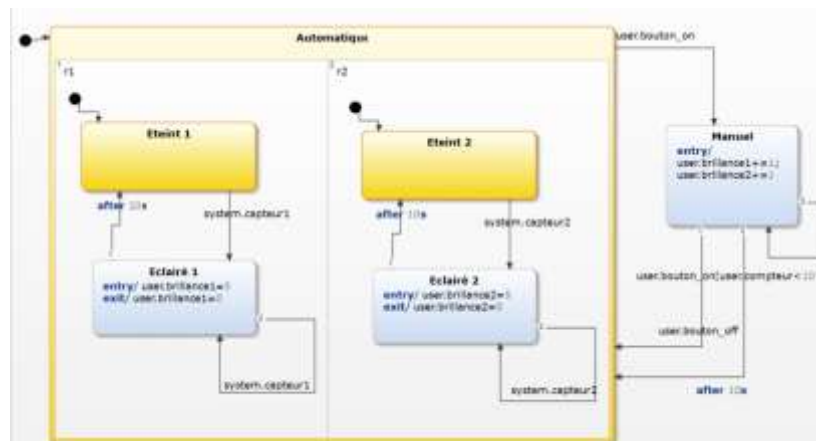 Automatique
user.bouton_on
r1
r2
Eteint 1
Eteint 2
Manuel
entry/
user.brillance1+=1;
user.brillance2+=1
after 10s
system.capteur1
after 10s
system.capteur2
Eclairé 1
entry/ user.brillance1=5
exit/ user.brillance1=0
Eclairé 2
entry/ user.brillance2=5
exit/ user.brillance2=0
user.bouton_on[user.compteur<10
user.bouton_off
system.capteur1
system.capteur2
after 10s